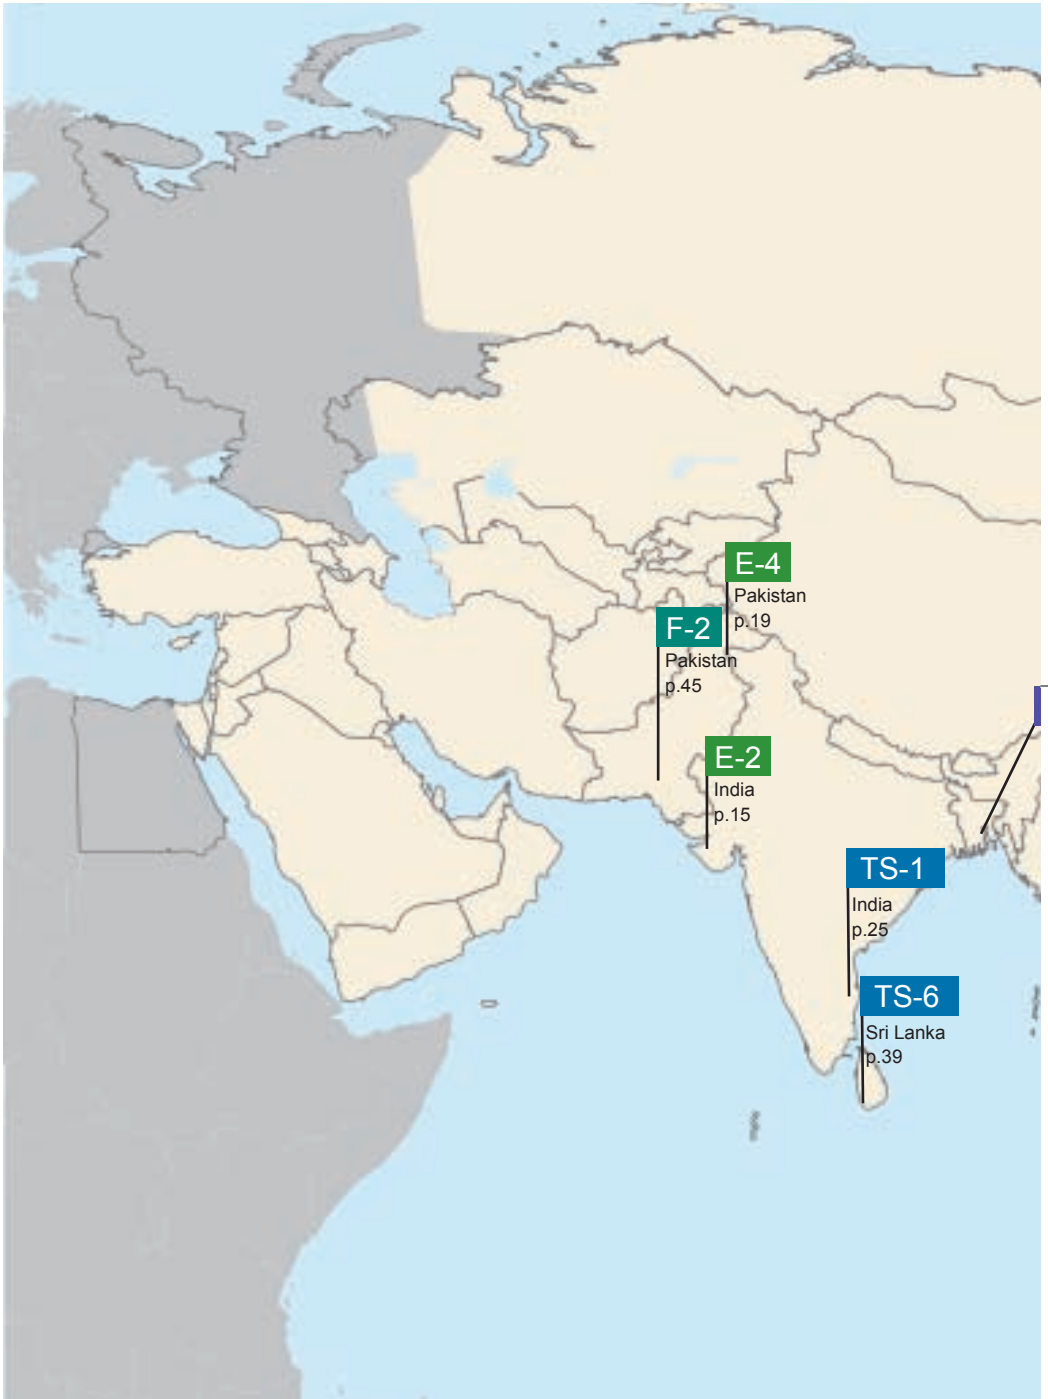 E-4
Pakistan
p.19
F-2
Pakistan
p.45
E-2
India
p.15
TS-1
India
p.25
TS-6
Sri Lanka
p.39